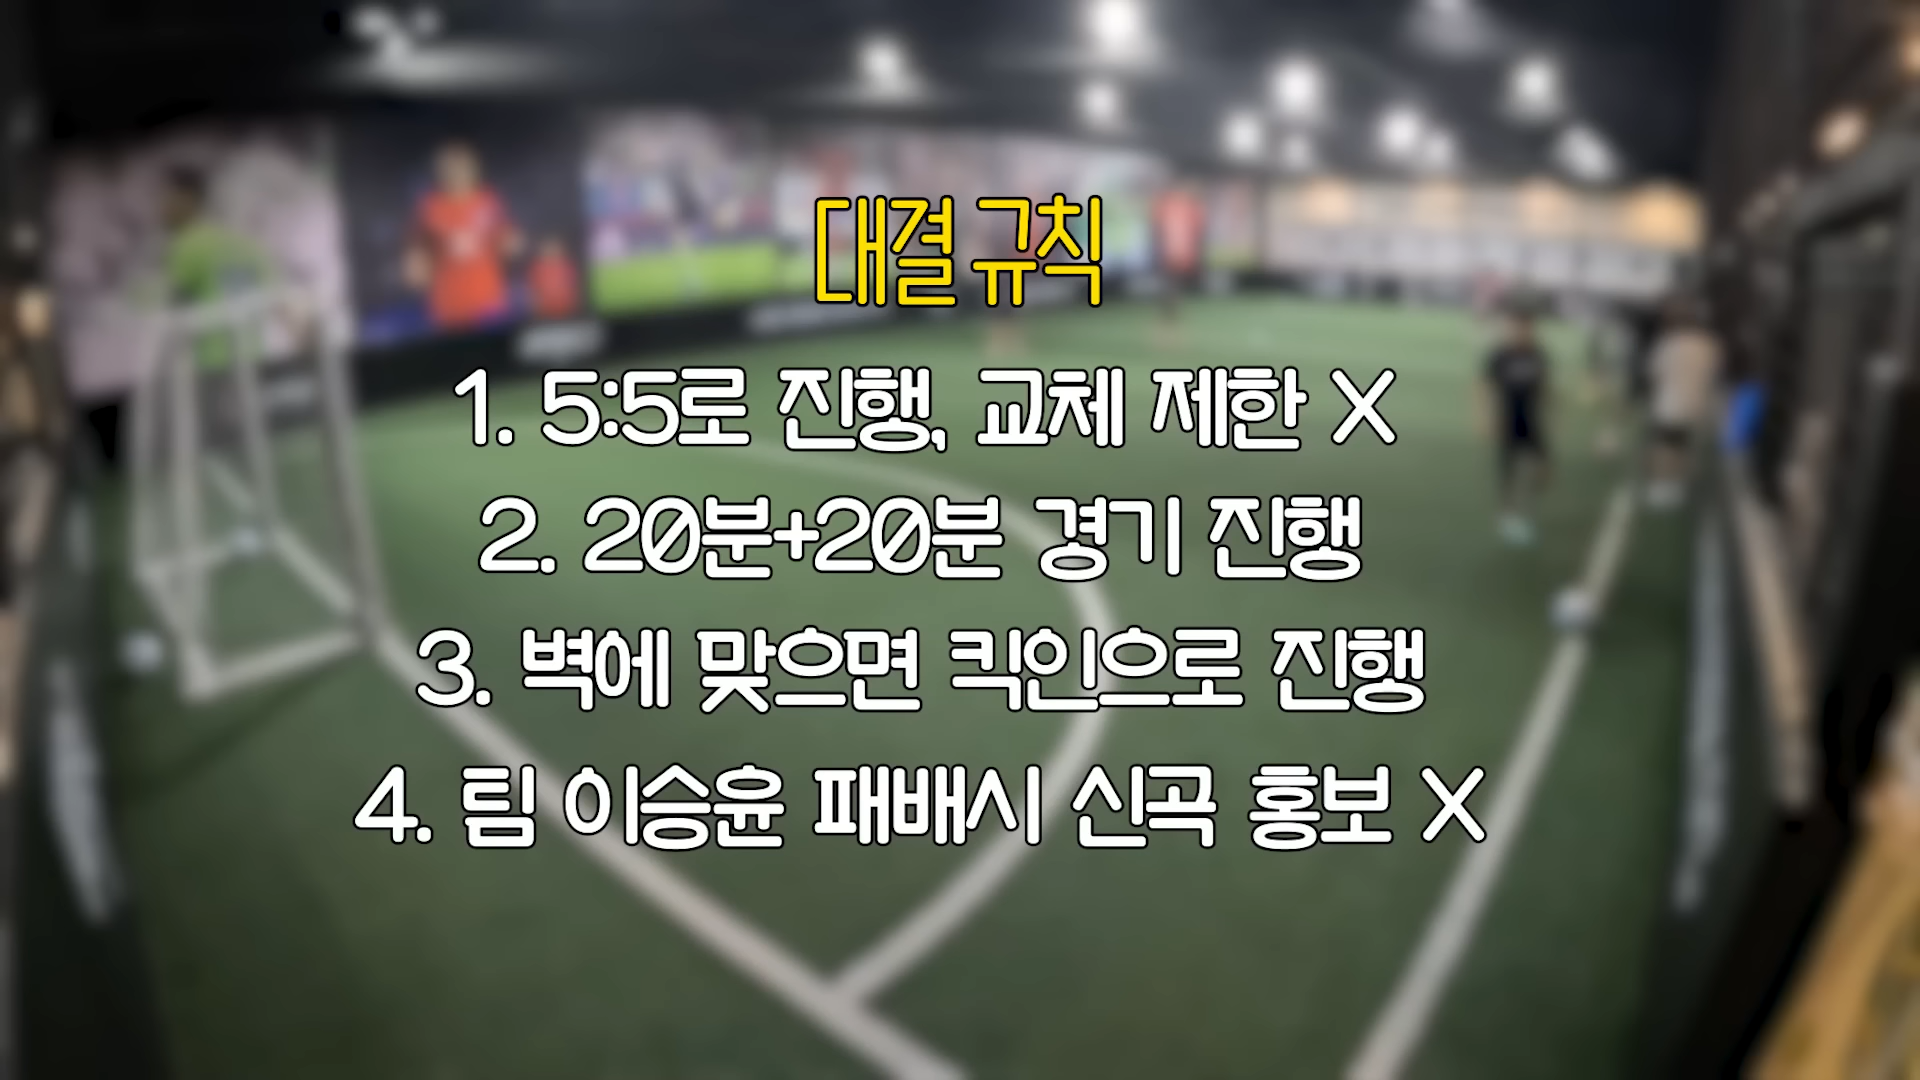 대결 규칙
1. 5:5로 진행, 교체 제한 X
2. 20분+20분 경기 진행
3. 벽에 맞으면 킥인으로 진행
4. 팀 이승윤 패배시 신곡 홍보 X